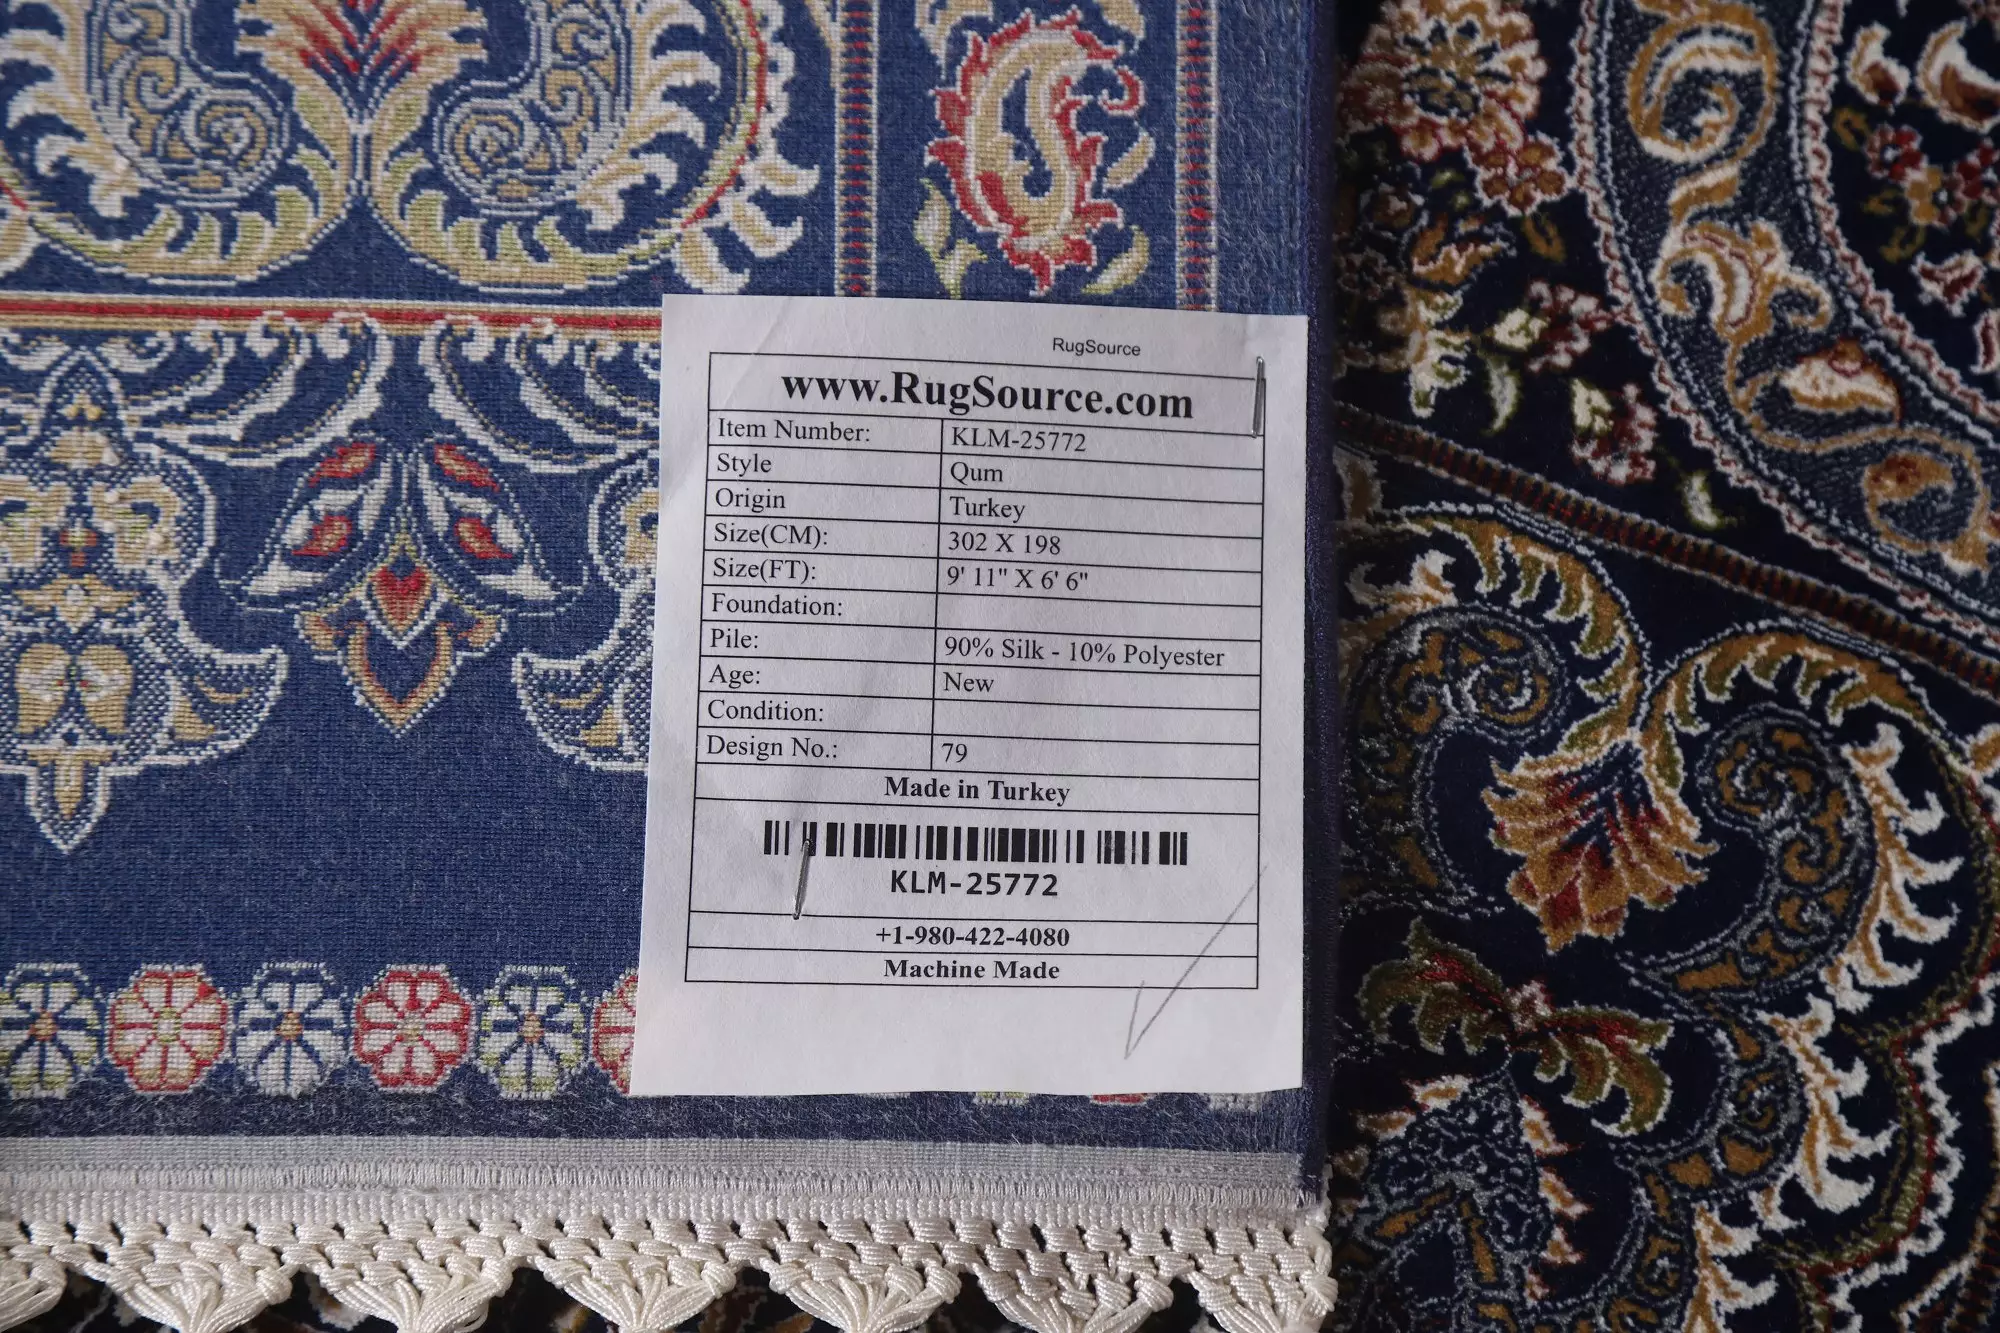 RugSource
www.RugSource.com
Item Number: KLM-25772
Style Qum
Origin Turkey
Size(CM): 302 X 198
Size(FT): 9' 11" X 6' 6"
Foundation:
Pile: 90% Silk - 10% Polyester
Age: New
Condition:
Design No.: 79
Made in Turkey
KLM-25772
+1-980-422-4080
Machine Made